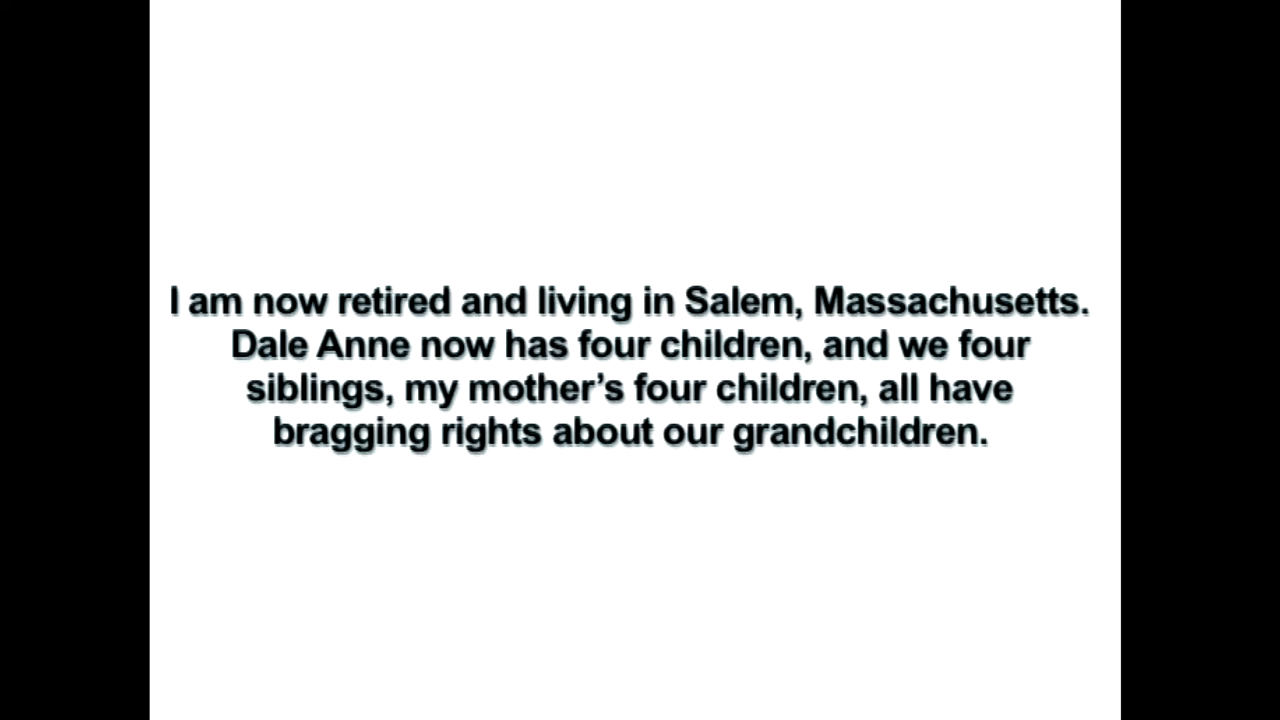 I am now retired and living in Salem, Massachusetts.
Dale Anne now has four children, and we four
siblings, my mother’s four children, all have
bragging rights about our grandchildren.